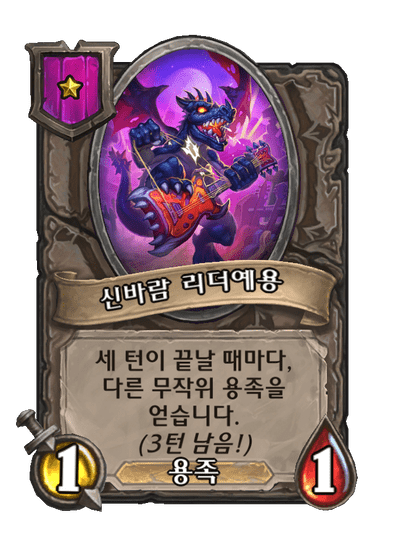 신바람 리더예용
세 턴이 끝날 때마다,
다른 무작위 용족을
얻습니다.
(3턴 남음!)
용족
1
1